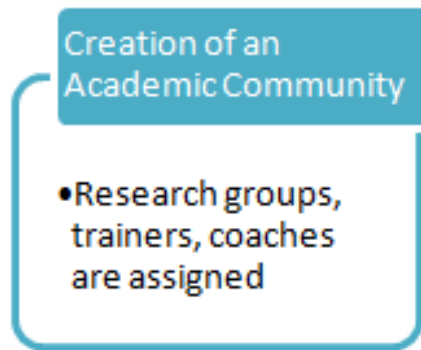 Creation of an
Academic Community
•Research groups,
trainers, coaches
are assigned